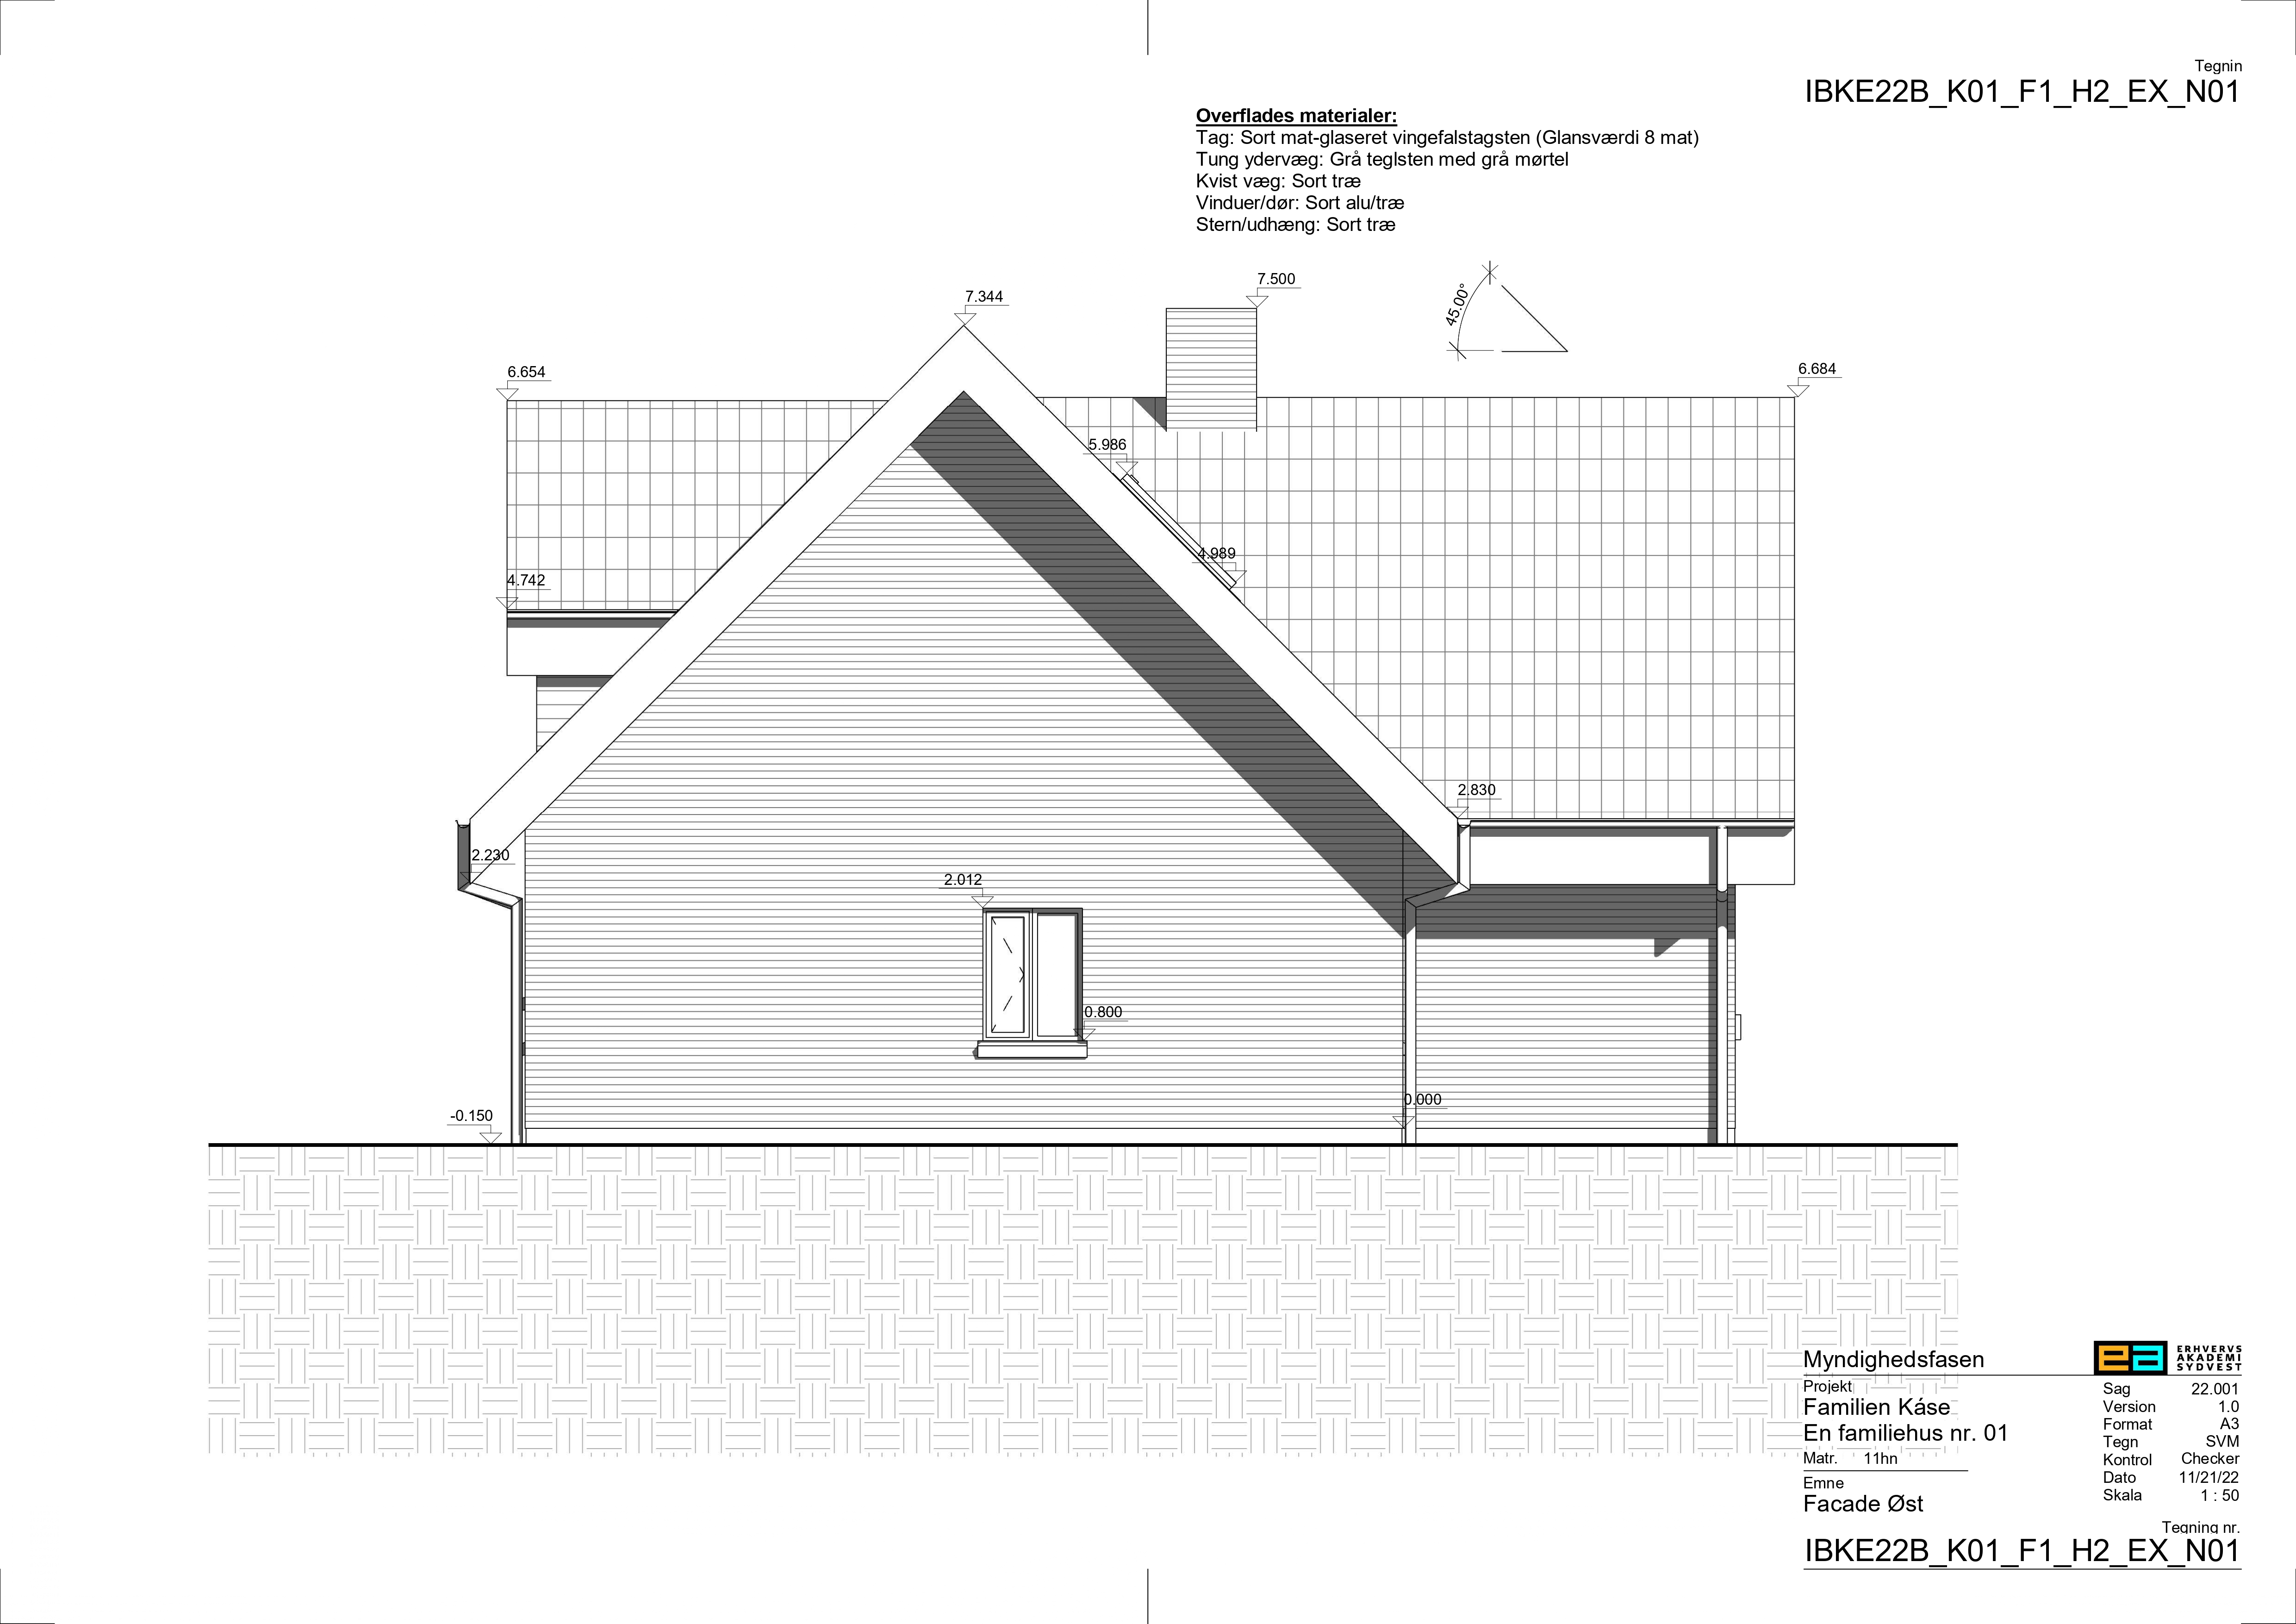 Tegnin
IBKE22B_K01_F1_H2_EX_N01
Overflades materialer:
Tag: Sort mat-glaseret vingefalstagsten (Glansværdi 8 mat)
Tung ydervæg: Grå teglsten med grå mørtel
Kvist væg: Sort træ
Vinduer/dør: Sort alu/træ
Stern/udhæng: Sort træ
7.500
45.00°
7.344
6.654
6.684
5.986
4.989
4.742
2.830
2.230
2.012
0.800
0.000
-0.150
Myndighedsfasen
ERHVERVS
AKADEMI
SYDVEST
Projekt
Familien Káse
En familiehus nr. 01
Matr. 11hn
Emne
Facade Øst
Sag 22.001
Version 1.0
Format A3
Tegn SVM
Kontrol Checker
Dato 11/21/22
Skala 1 : 50
Tegning nr.
IBKE22B_K01_F1_H2_EX_N01